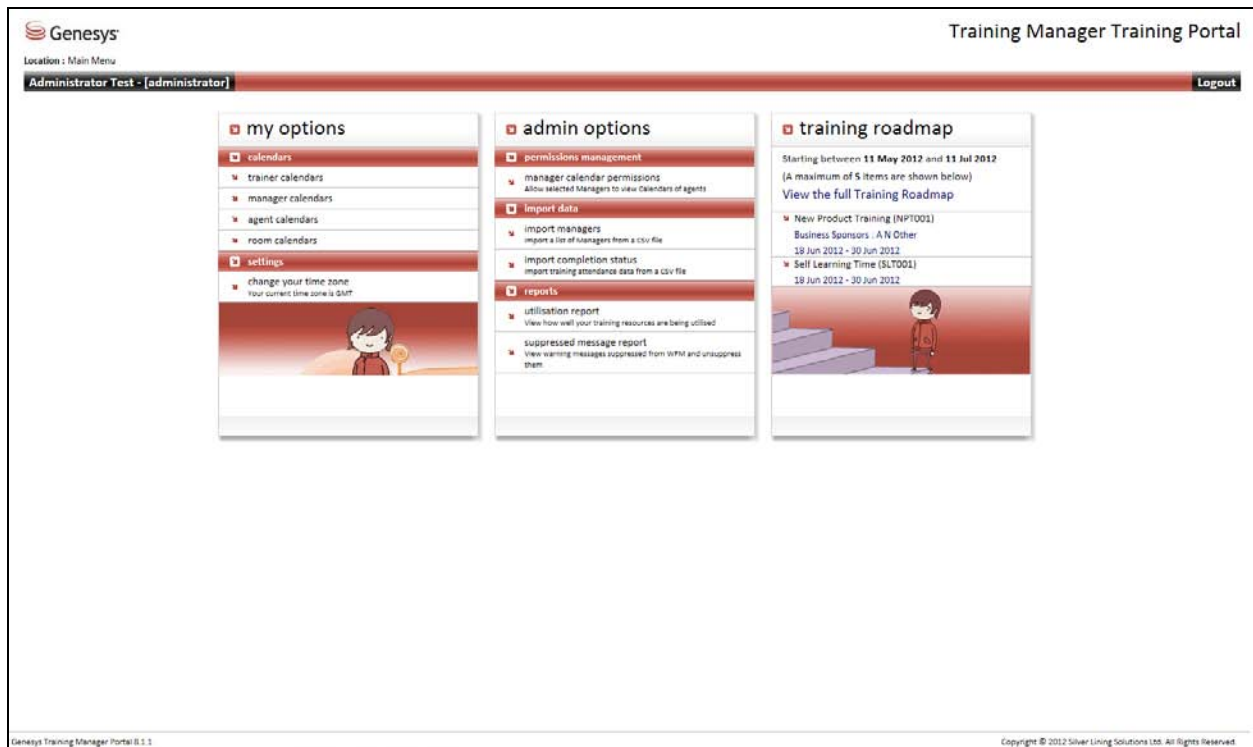 Genesys
Training Manager Training Portal
Location : Main Menu
Administrator Test - [administrator]
Logout
my options
calendars
trainer calendars
manager calendars
agent calendars
room calendars
settings
change your time zone
Your current time zone is GMT
admin options
permissions management
manager calendar permissions
Allow selected Managers to view Calendars of agents
import data
import managers
Import a list of Managers from a CSV file
import completion status
Import training attendance data from a CSV file
reports
utilisation report
View how well your training resources are being utilised
suppressed message report
View warning messages suppressed from WFM and unsuppress
them
training roadmap
Starting between 11 May 2012 and 11 Jul 2012
(A maximum of 5 items are shown below)
View the full Training Roadmap
New Product Training (NPT001)
Business Sponsors : A N Other
18 Jun 2012 - 30 Jun 2012
Self Learning Time (SLT001)
18 Jun 2012 - 30 Jun 2012
Genesys Training Manager Portal 8.1.1
Copyright © 2012 Silver Lining Solutions Ltd. All Rights Reserved.